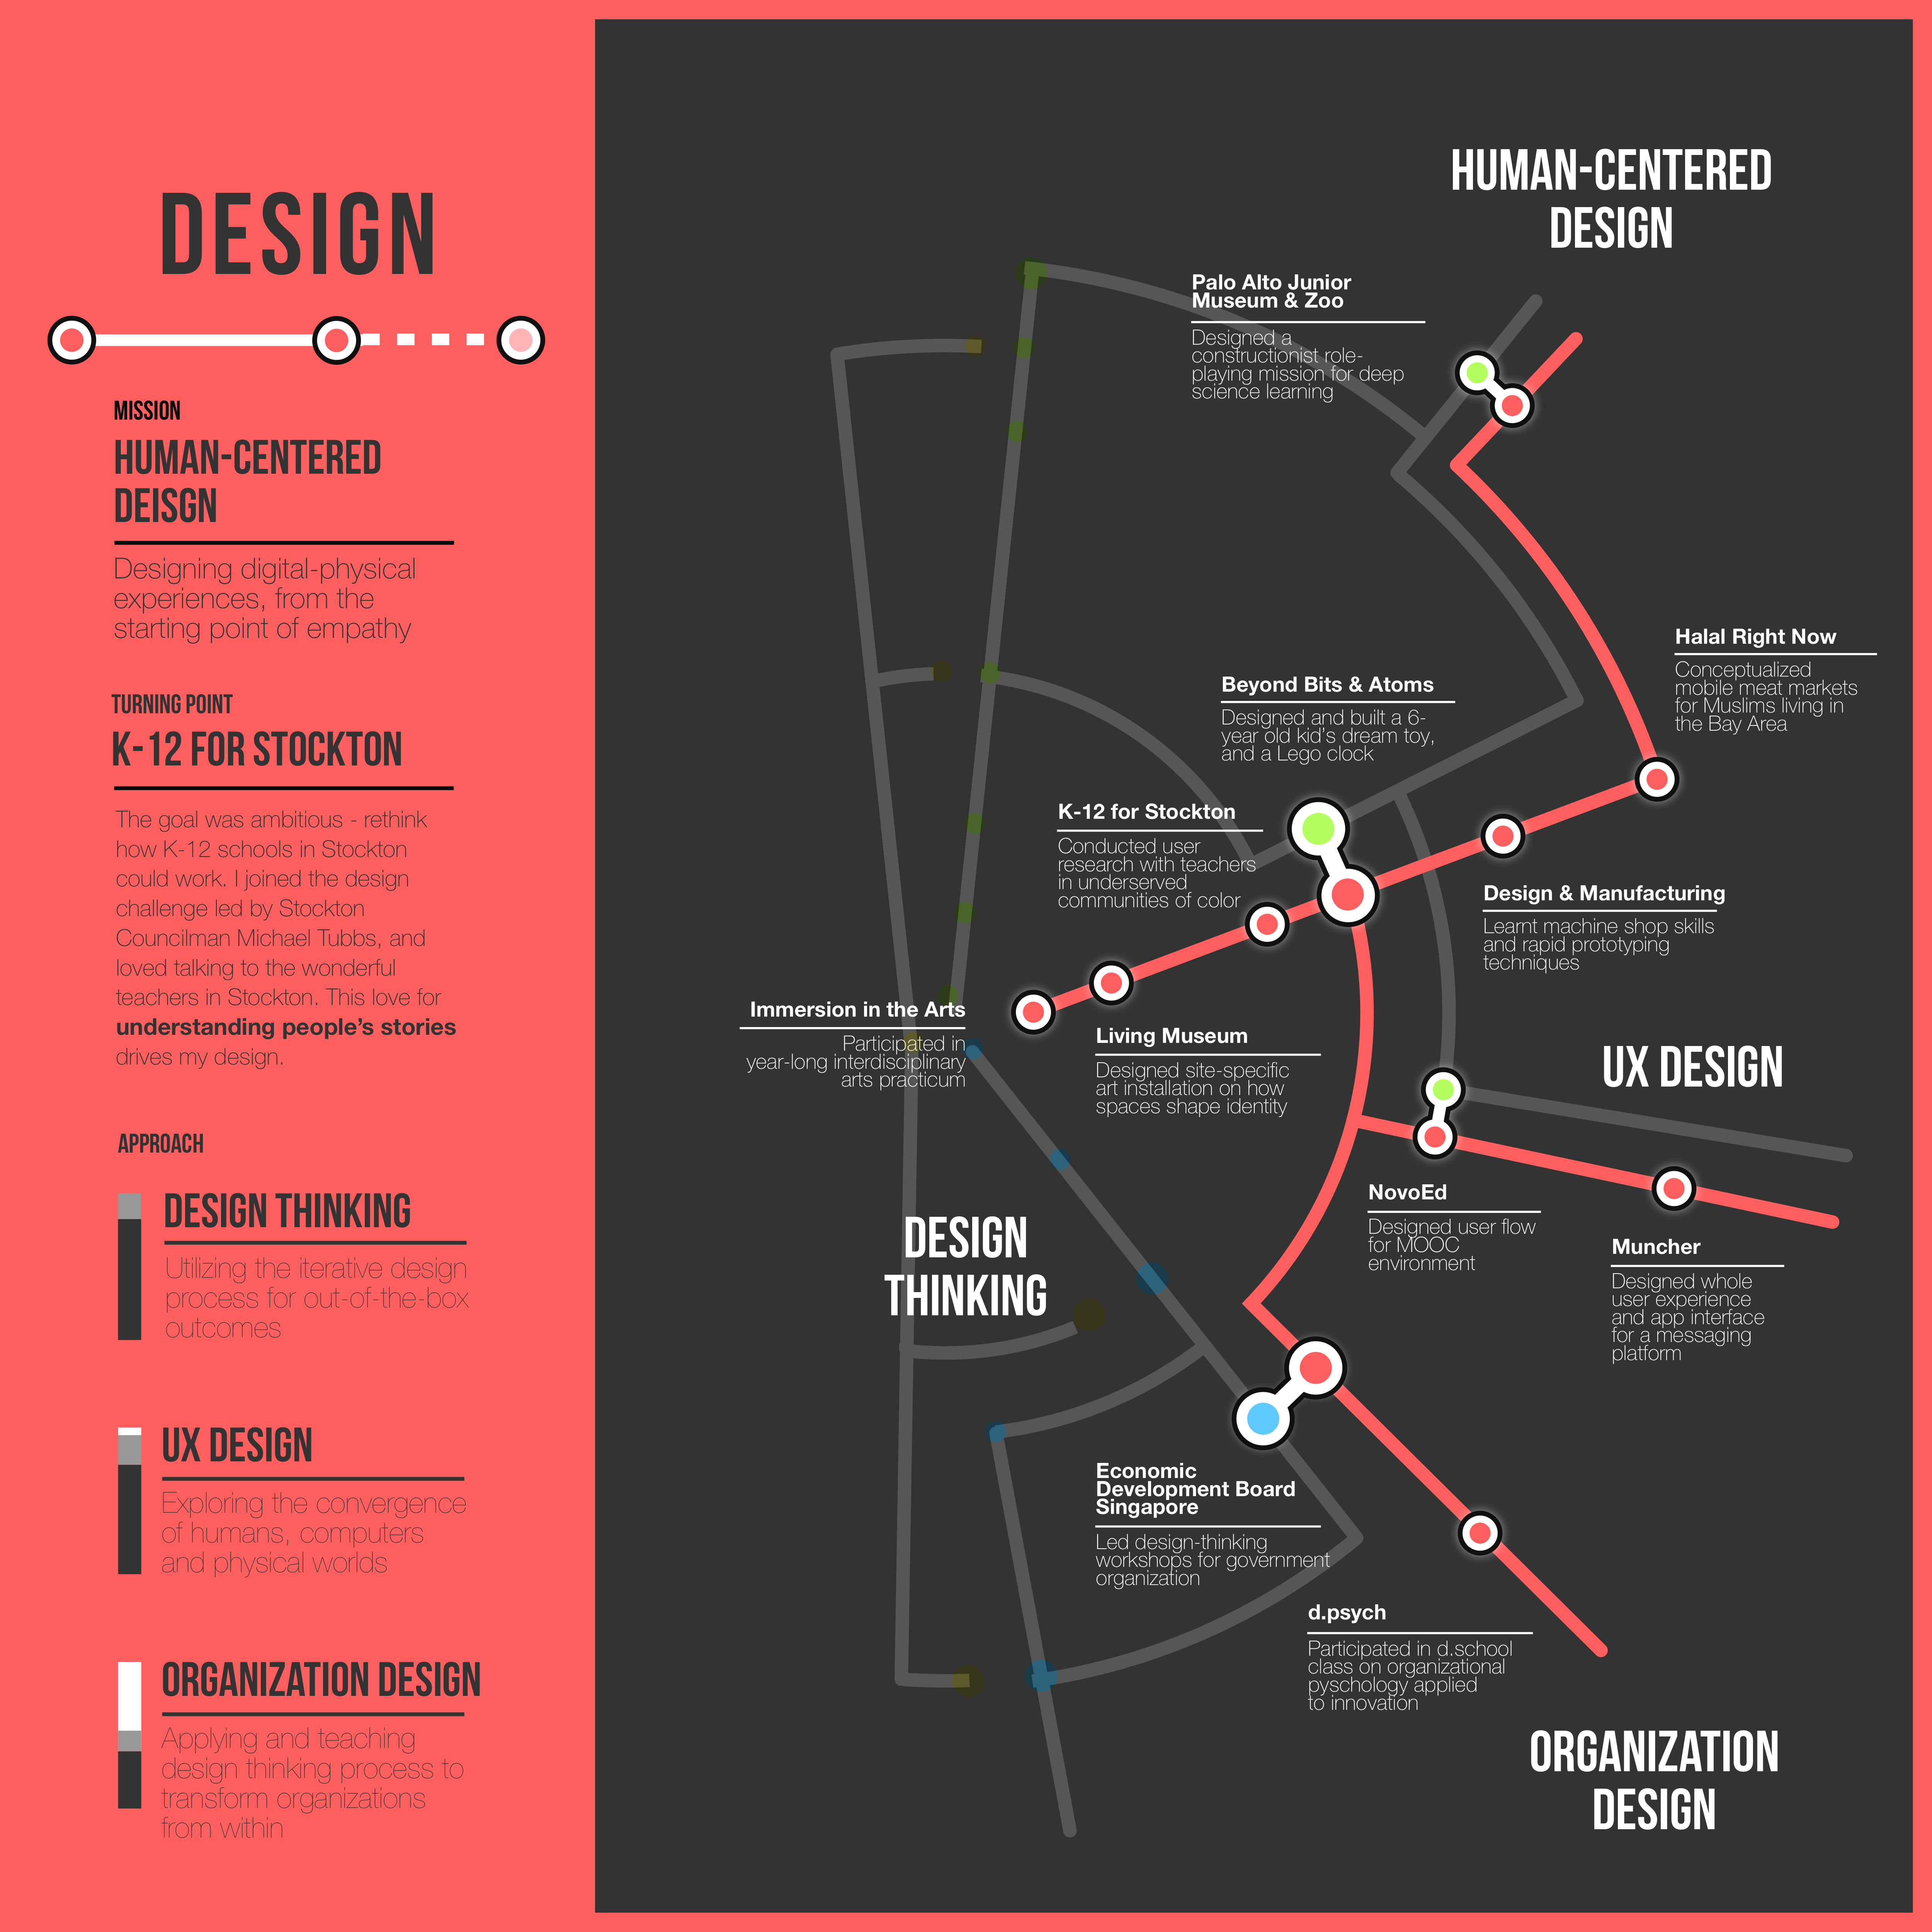 DESIGN
MISSION
HUMAN-CENTERED
DEISGN
Designing digital-physical
experiences, from the
starting point of empathy
TURNING POINT
K-12 FOR STOCKTON
The goal was ambitious - rethink
how K-12 schools in Stockton
could work. I joined the design
challenge led by Stockton
Councilman Michael Tubbs, and
loved talking to the wonderful
teachers in Stockton. This love for
understanding people's stories
drives my design.
APPROACH
DESIGN THINKING
Utilizing the iterative design
process for out-of-the-box
outcomes
UX DESIGN
Exploring the convergence
of humans, computers
and physical worlds
ORGANIZATION DESIGN
Applying and teaching
design thinking process to
transform organizations
from within
HUMAN-CENTERED
DESIGN
Palo Alto Junior
Museum & Zoo
Designed a
constructionist role-
playing mission for deep
science learning
Halal Right Now
Conceptualized
mobile meat markets
for Muslims living in
the Bay Area
Beyond Bits & Atoms
Designed and built a 6-
year old kid's dream toy,
and a Lego clock
K-12 for Stockton
Conducted user
research with teachers
in underserved
communities of color
Design & Manufacturing
Learnt machine shop skills
and rapid prototyping
techniques
Immersion in the Arts
Participated in
year-long interdisciplinary
arts practicum
Living Museum
Designed site-specific
art installation on how
spaces shape identity
UX DESIGN
NovoEd
Designed user flow
for MOOC
environment
Muncher
Designed whole
user experience
and app interface
for a messaging
platform
DESIGN
THINKING
Economic
Development Board
Singapore
Led design-thinking
workshops for government
organization
d.psych
Participated in d.school
class on organizational
pyschology applied
to innovation
ORGANIZATION
DESIGN